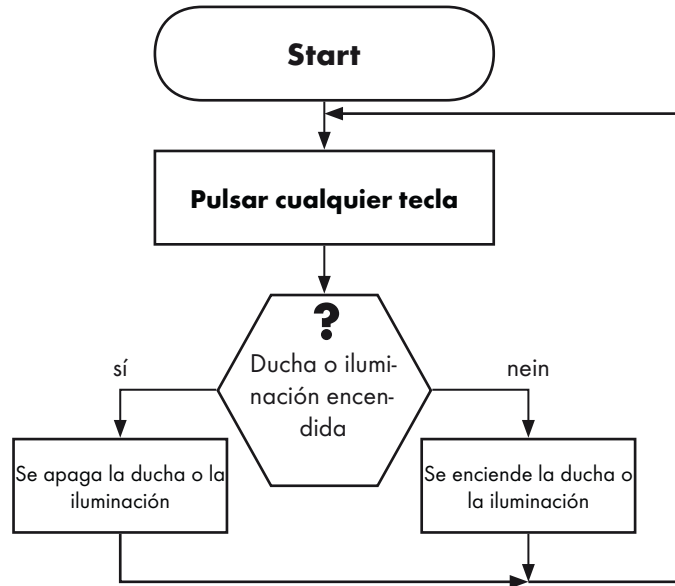 Start
Pulsar cualquier tecla
?
Ducha o ilumi-
nación encen-
dida
sí
nein
Se apaga la ducha o la
iluminación
Se enciende la ducha o
la iluminación